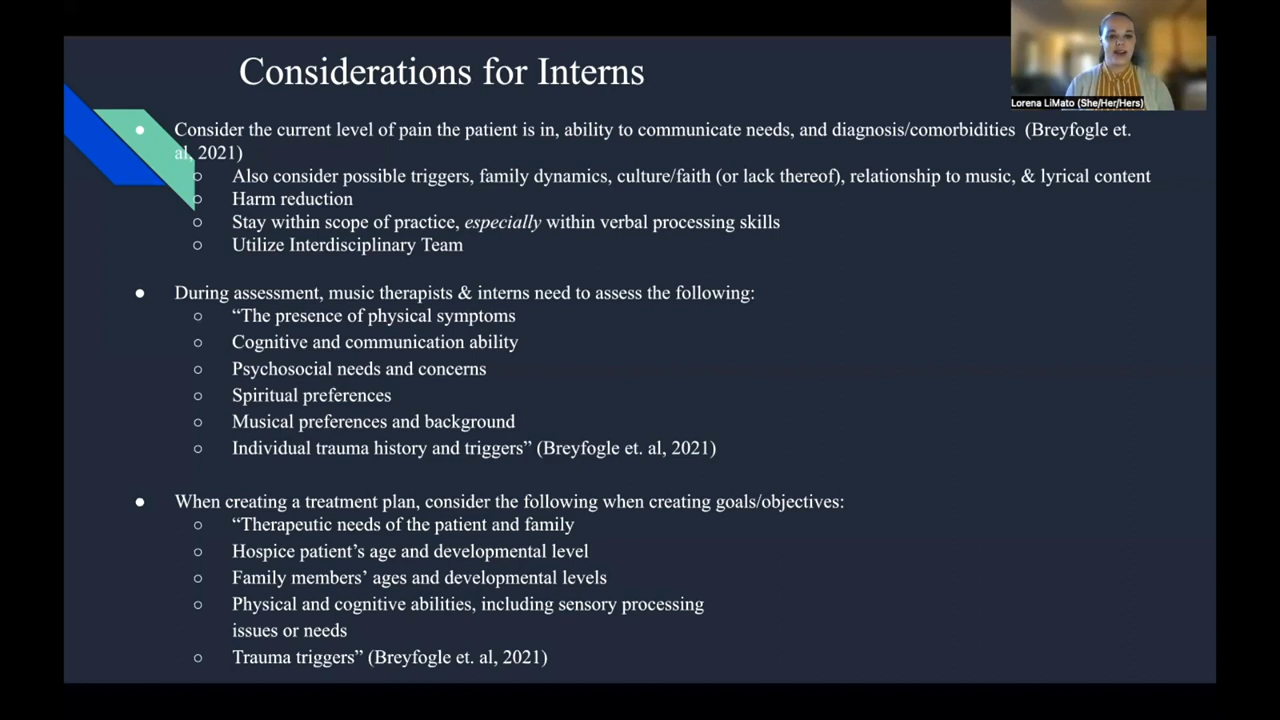 Considerations for Interns
Lorena LiMato (She/Her/Hers)
● Consider the current level of pain the patient is in, ability to communicate needs, and diagnosis/comorbidities (Breyfogle et.
al, 2021)
○ Also consider possible triggers, family dynamics, culture/faith (or lack thereof), relationship to music, & lyrical content
○ Harm reduction
○ Stay within scope of practice, especially within verbal processing skills
○ Utilize Interdisciplinary Team
● During assessment, music therapists & interns need to assess the following:
○ “The presence of physical symptoms
○ Cognitive and communication ability
○ Psychosocial needs and concerns
○ Spiritual preferences
○ Musical preferences and background
○ Individual trauma history and triggers” (Breyfogle et. al, 2021)
● When creating a treatment plan, consider the following when creating goals/objectives:
○ “Therapeutic needs of the patient and family
○ Hospice patient’s age and developmental level
○ Family members’ ages and developmental levels
○ Physical and cognitive abilities, including sensory processing
issues or needs
○ Trauma triggers” (Breyfogle et. al, 2021)